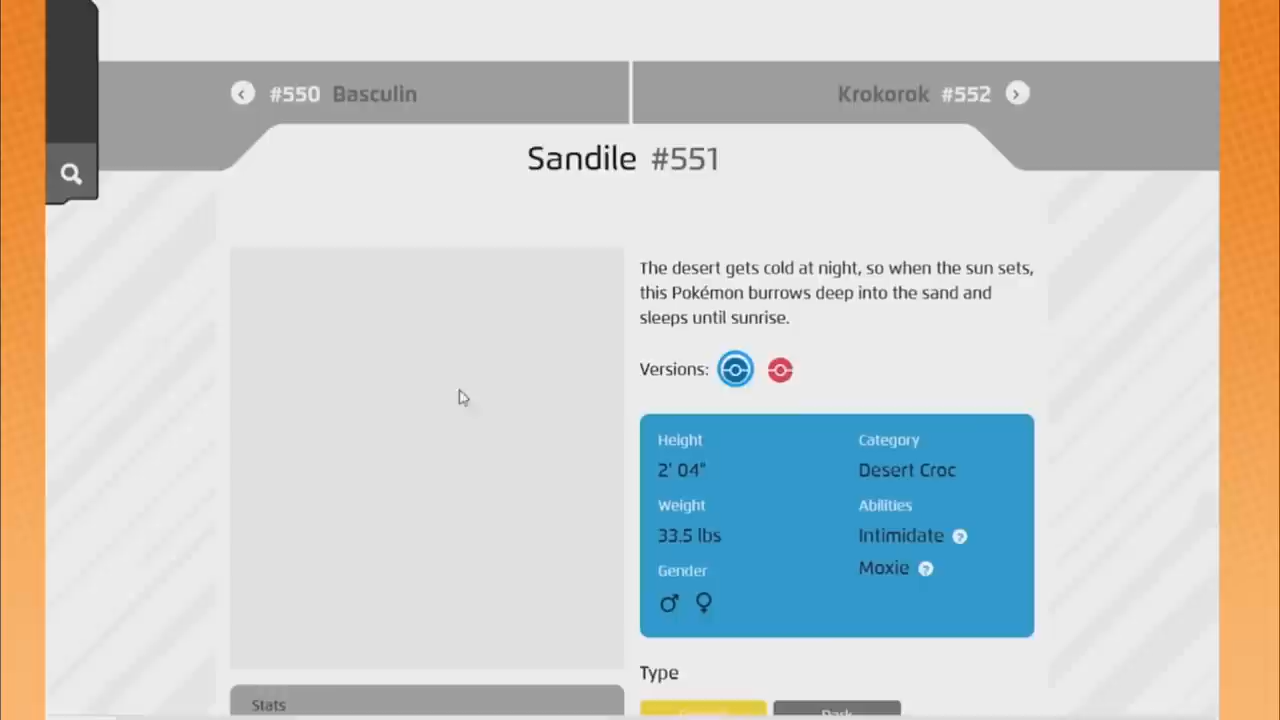 #550 Basculin
Krokorok #552
Sandile #551
The desert gets cold at night, so when the sun sets,
this Pokémon burrows deep into the sand and
sleeps until sunrise.
Versions:
Height
2' 04"
Weight
33.5 lbs
Gender
Category
Desert Croc
Abilities
Intimidate
Moxie
Type
Dark
Stats